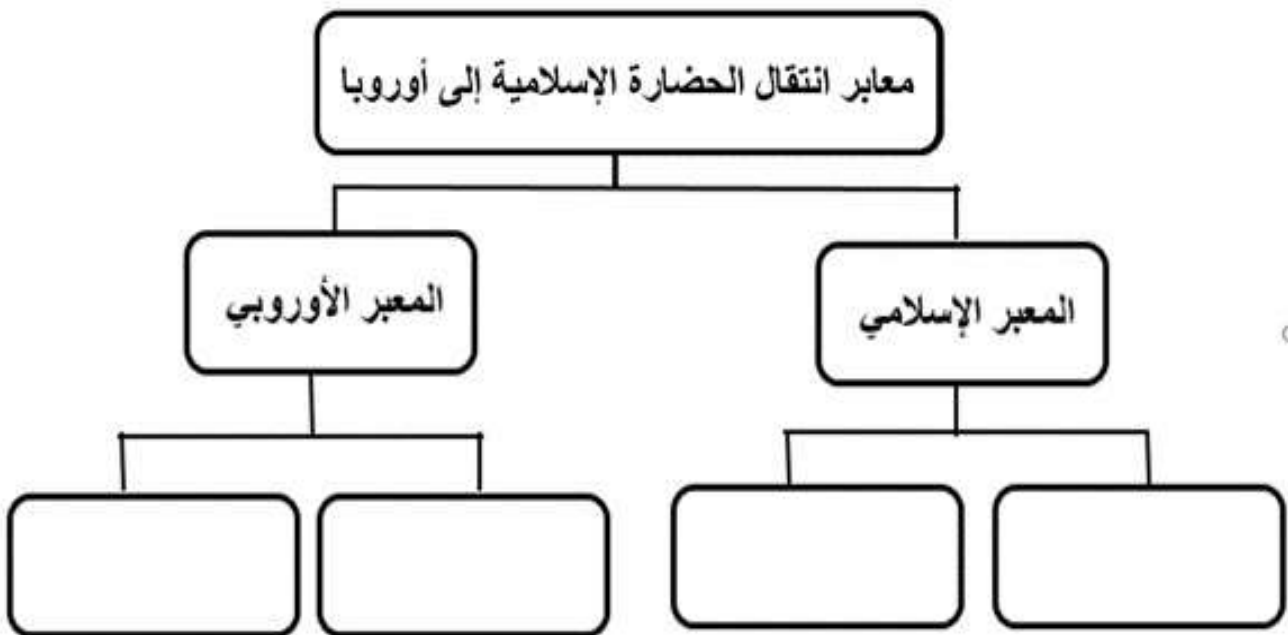 معابر انتقال الحضارة الإسلامية إلى أوروبا
المعبر الإسلامي
المعبر الأوروبي